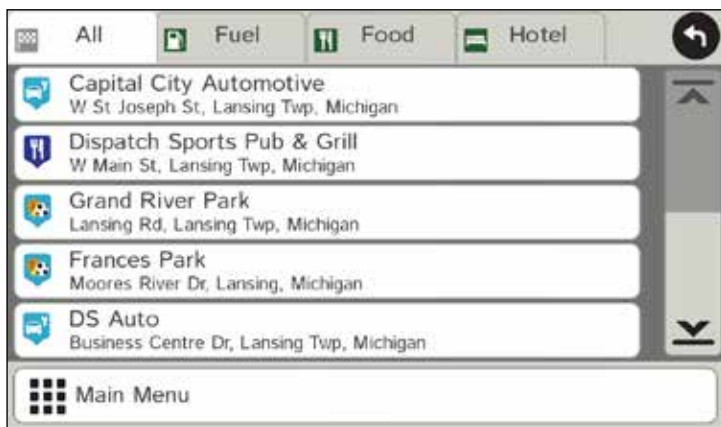 All Fuel Food Hotel
Capital City Automotive
W St Joseph St, Lansing Twp, Michigan
Dispatch Sports Pub & Grill
W Main St, Lansing Twp, Michigan
Grand River Park
Lansing Rd, Lansing Twp, Michigan
Frances Park
Moores River Dr, Lansing, Michigan
DS Auto
Business Centre Dr, Lansing Twp, Michigan
Main Menu